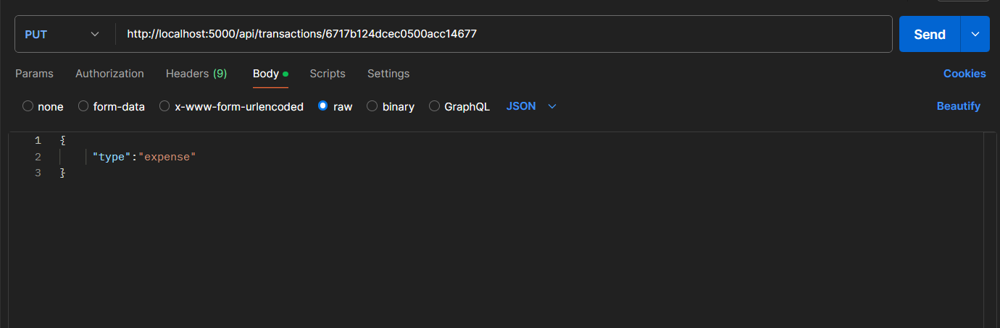 PUT http://localhost:5000/api/transactions/6717b124dcec0500acc14677 Send
Params Authorization Headers (9) Body Scripts Settings Cookies
none form-data x-www-form-urlencoded raw binary GraphQL JSON Beautify
1 {
2 "type":"expense"
3 }